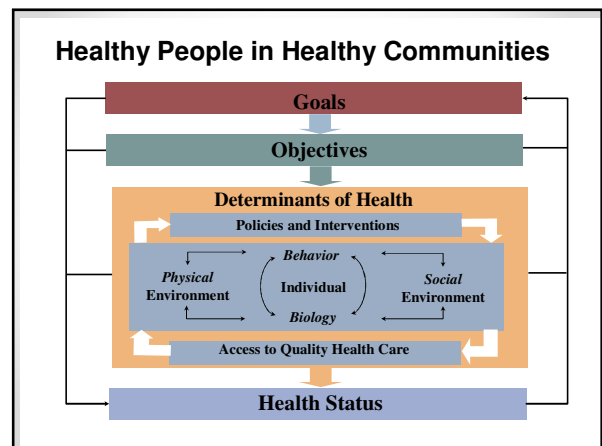 Healthy People in Healthy Communities
Goals
Objectives
Determinants of Health
Policies and Interventions
Behavior
Physical
Environment
Individual
Social
Environment
Biology
Access to Quality Health Care
Health Status